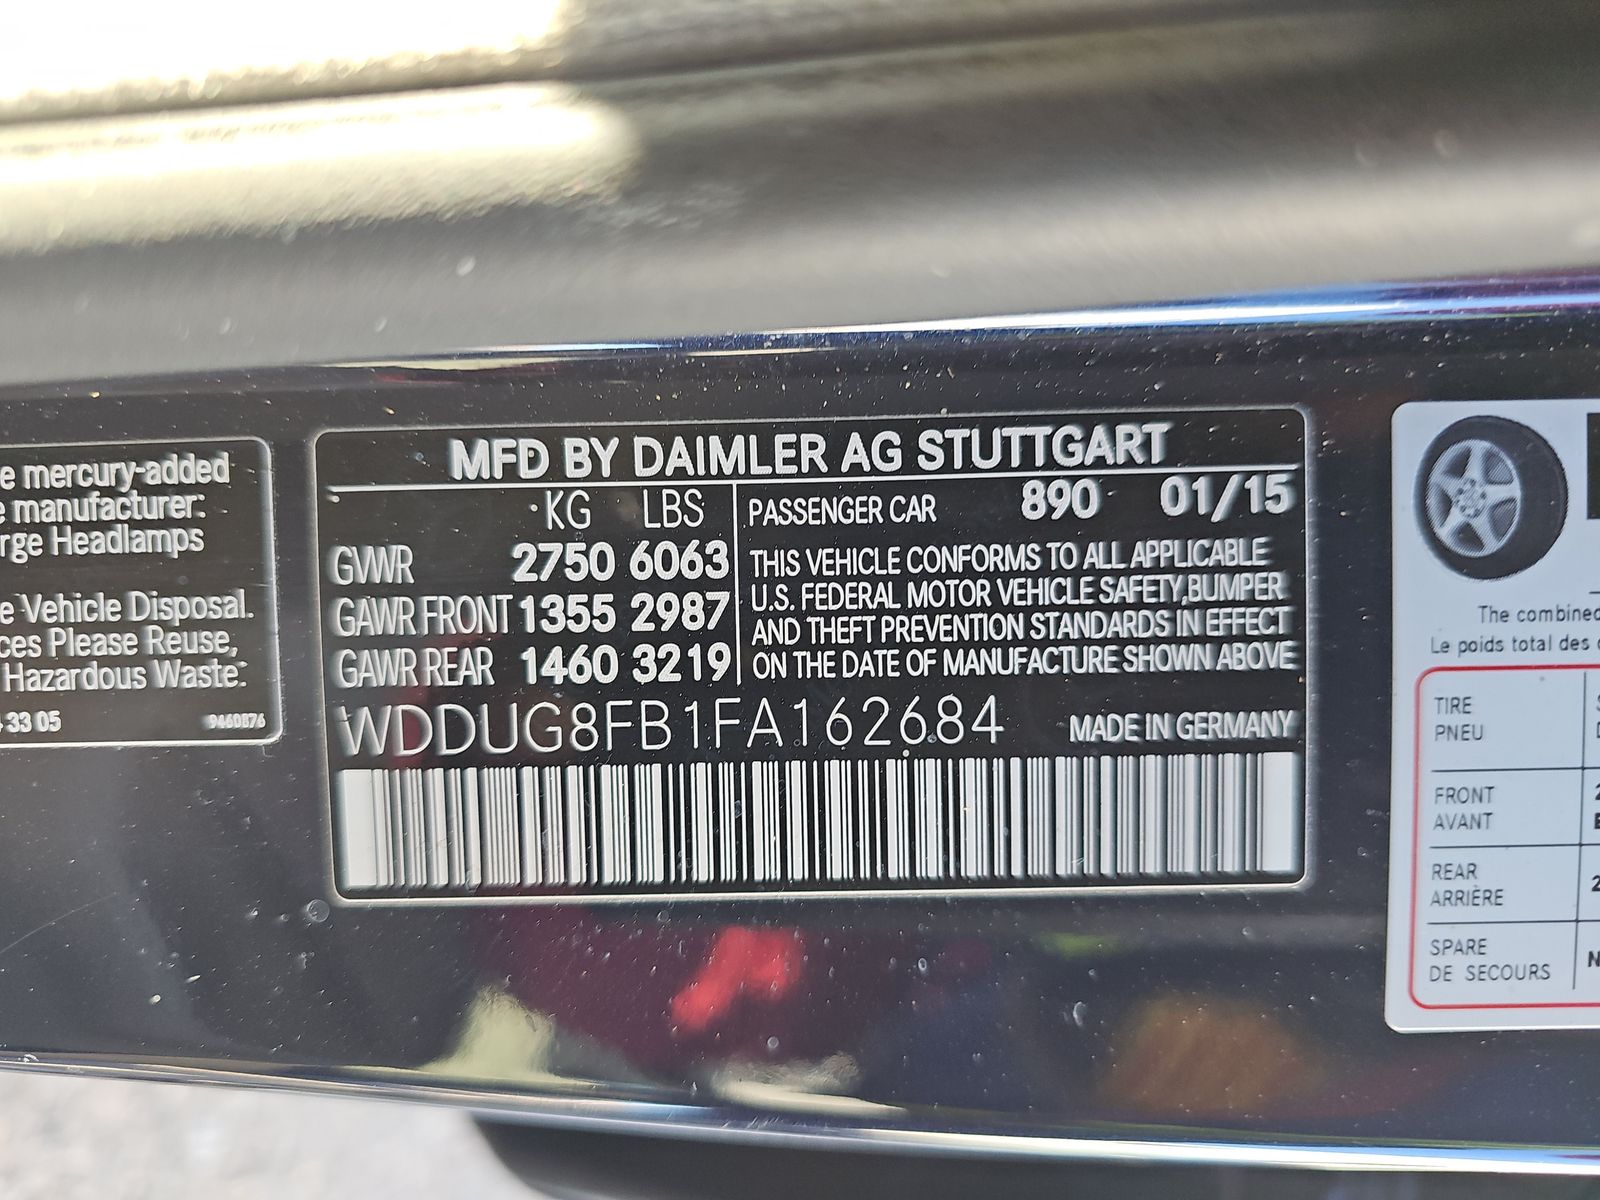 e mercury-added
e manufacturer:
rge Headlamps
e Vehicle Disposal.
ces Please Reuse,
Hazardous Waste.
33 05 9460876
MFD BY DAIMLER AG STUTTGART
KG LBS
GVWR 2750 6063
GAWR FRONT 1355 2987
GAWR REAR 1460 3219
PASSENGER CAR 890 01/15
THIS VEHICLE CONFORMS TO ALL APPLICABLE
U.S. FEDERAL MOTOR VEHICLE SAFETY,BUMPER
AND THEFT PREVENTION STANDARDS IN EFFECT
ON THE DATE OF MANUFACTURE SHOWN ABOVE
WDDUG8FB1FA162684 MADE IN GERMANY
The combined
Le poids total des
TIRE
PNEU
FRONT
AVANT
REAR
ARRIÈRE
SPARE
DE SECOURS